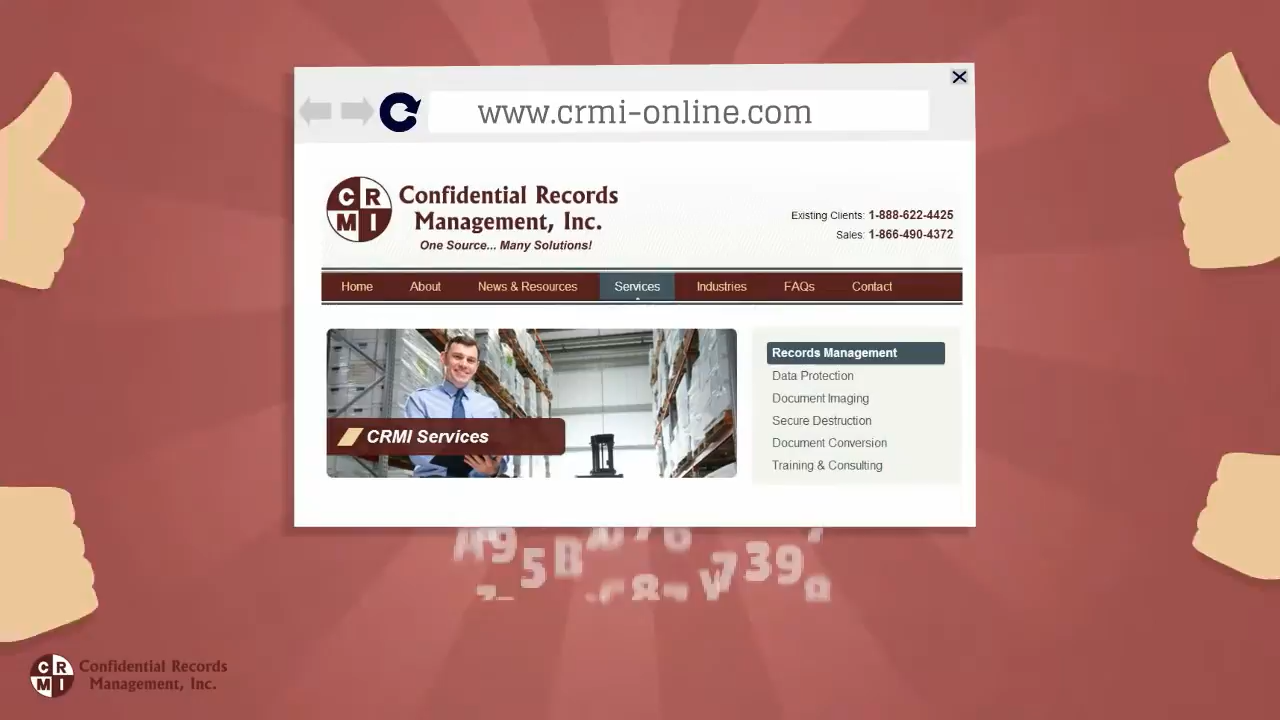 www.crmi-online.com
C R
M I
Confidential Records
Management, Inc.
One Source... Many Solutions!
Existing Clients: 1-888-622-4425
Sales: 1-866-490-4372
Home About News & Resources Services Industries FAQs Contact
CRMI Services
Records Management
Data Protection
Document Imaging
Secure Destruction
Document Conversion
Training & Consulting
A95B
739
C R
M I
Confidential Records
Management, Inc.